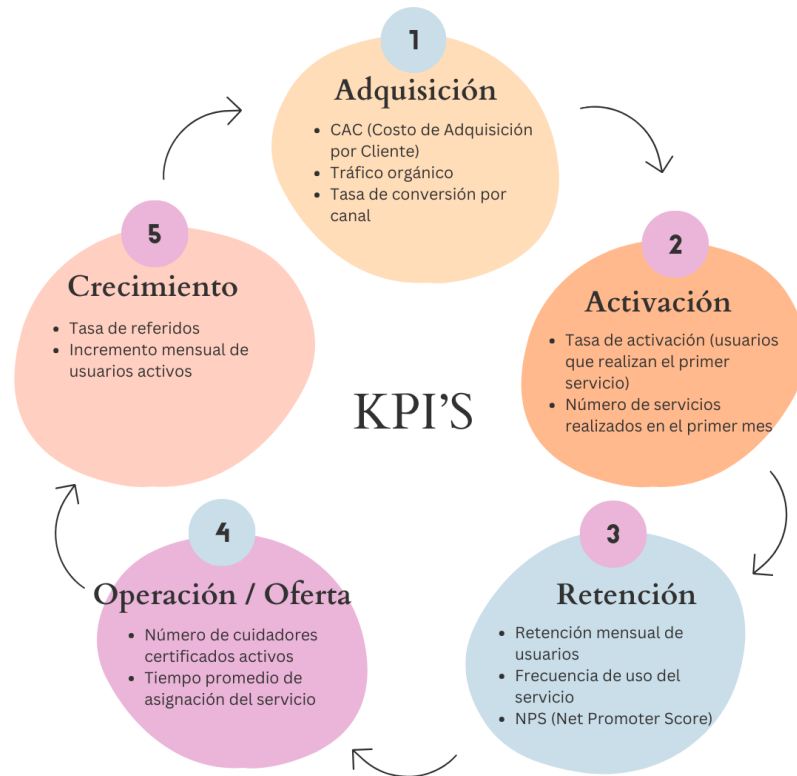 1
Adquisición
• CAC (Costo de Adquisición
por Cliente)
• Tráfico orgánico
• Tasa de conversión por
canal
2
Activación
• Tasa de activación (usuarios
que realizan el primer
servicio)
• Número de servicios
realizados en el primer mes
3
Retención
• Retención mensual de
usuarios
• Frecuencia de uso del
servicio
• NPS (Net Promoter Score)
4
Operación / Oferta
• Número de cuidadores
certificados activos
• Tiempo promedio de
asignación del servicio
5
Crecimiento
• Tasa de referidos
• Incremento mensual de
usuarios activos
KPI’S